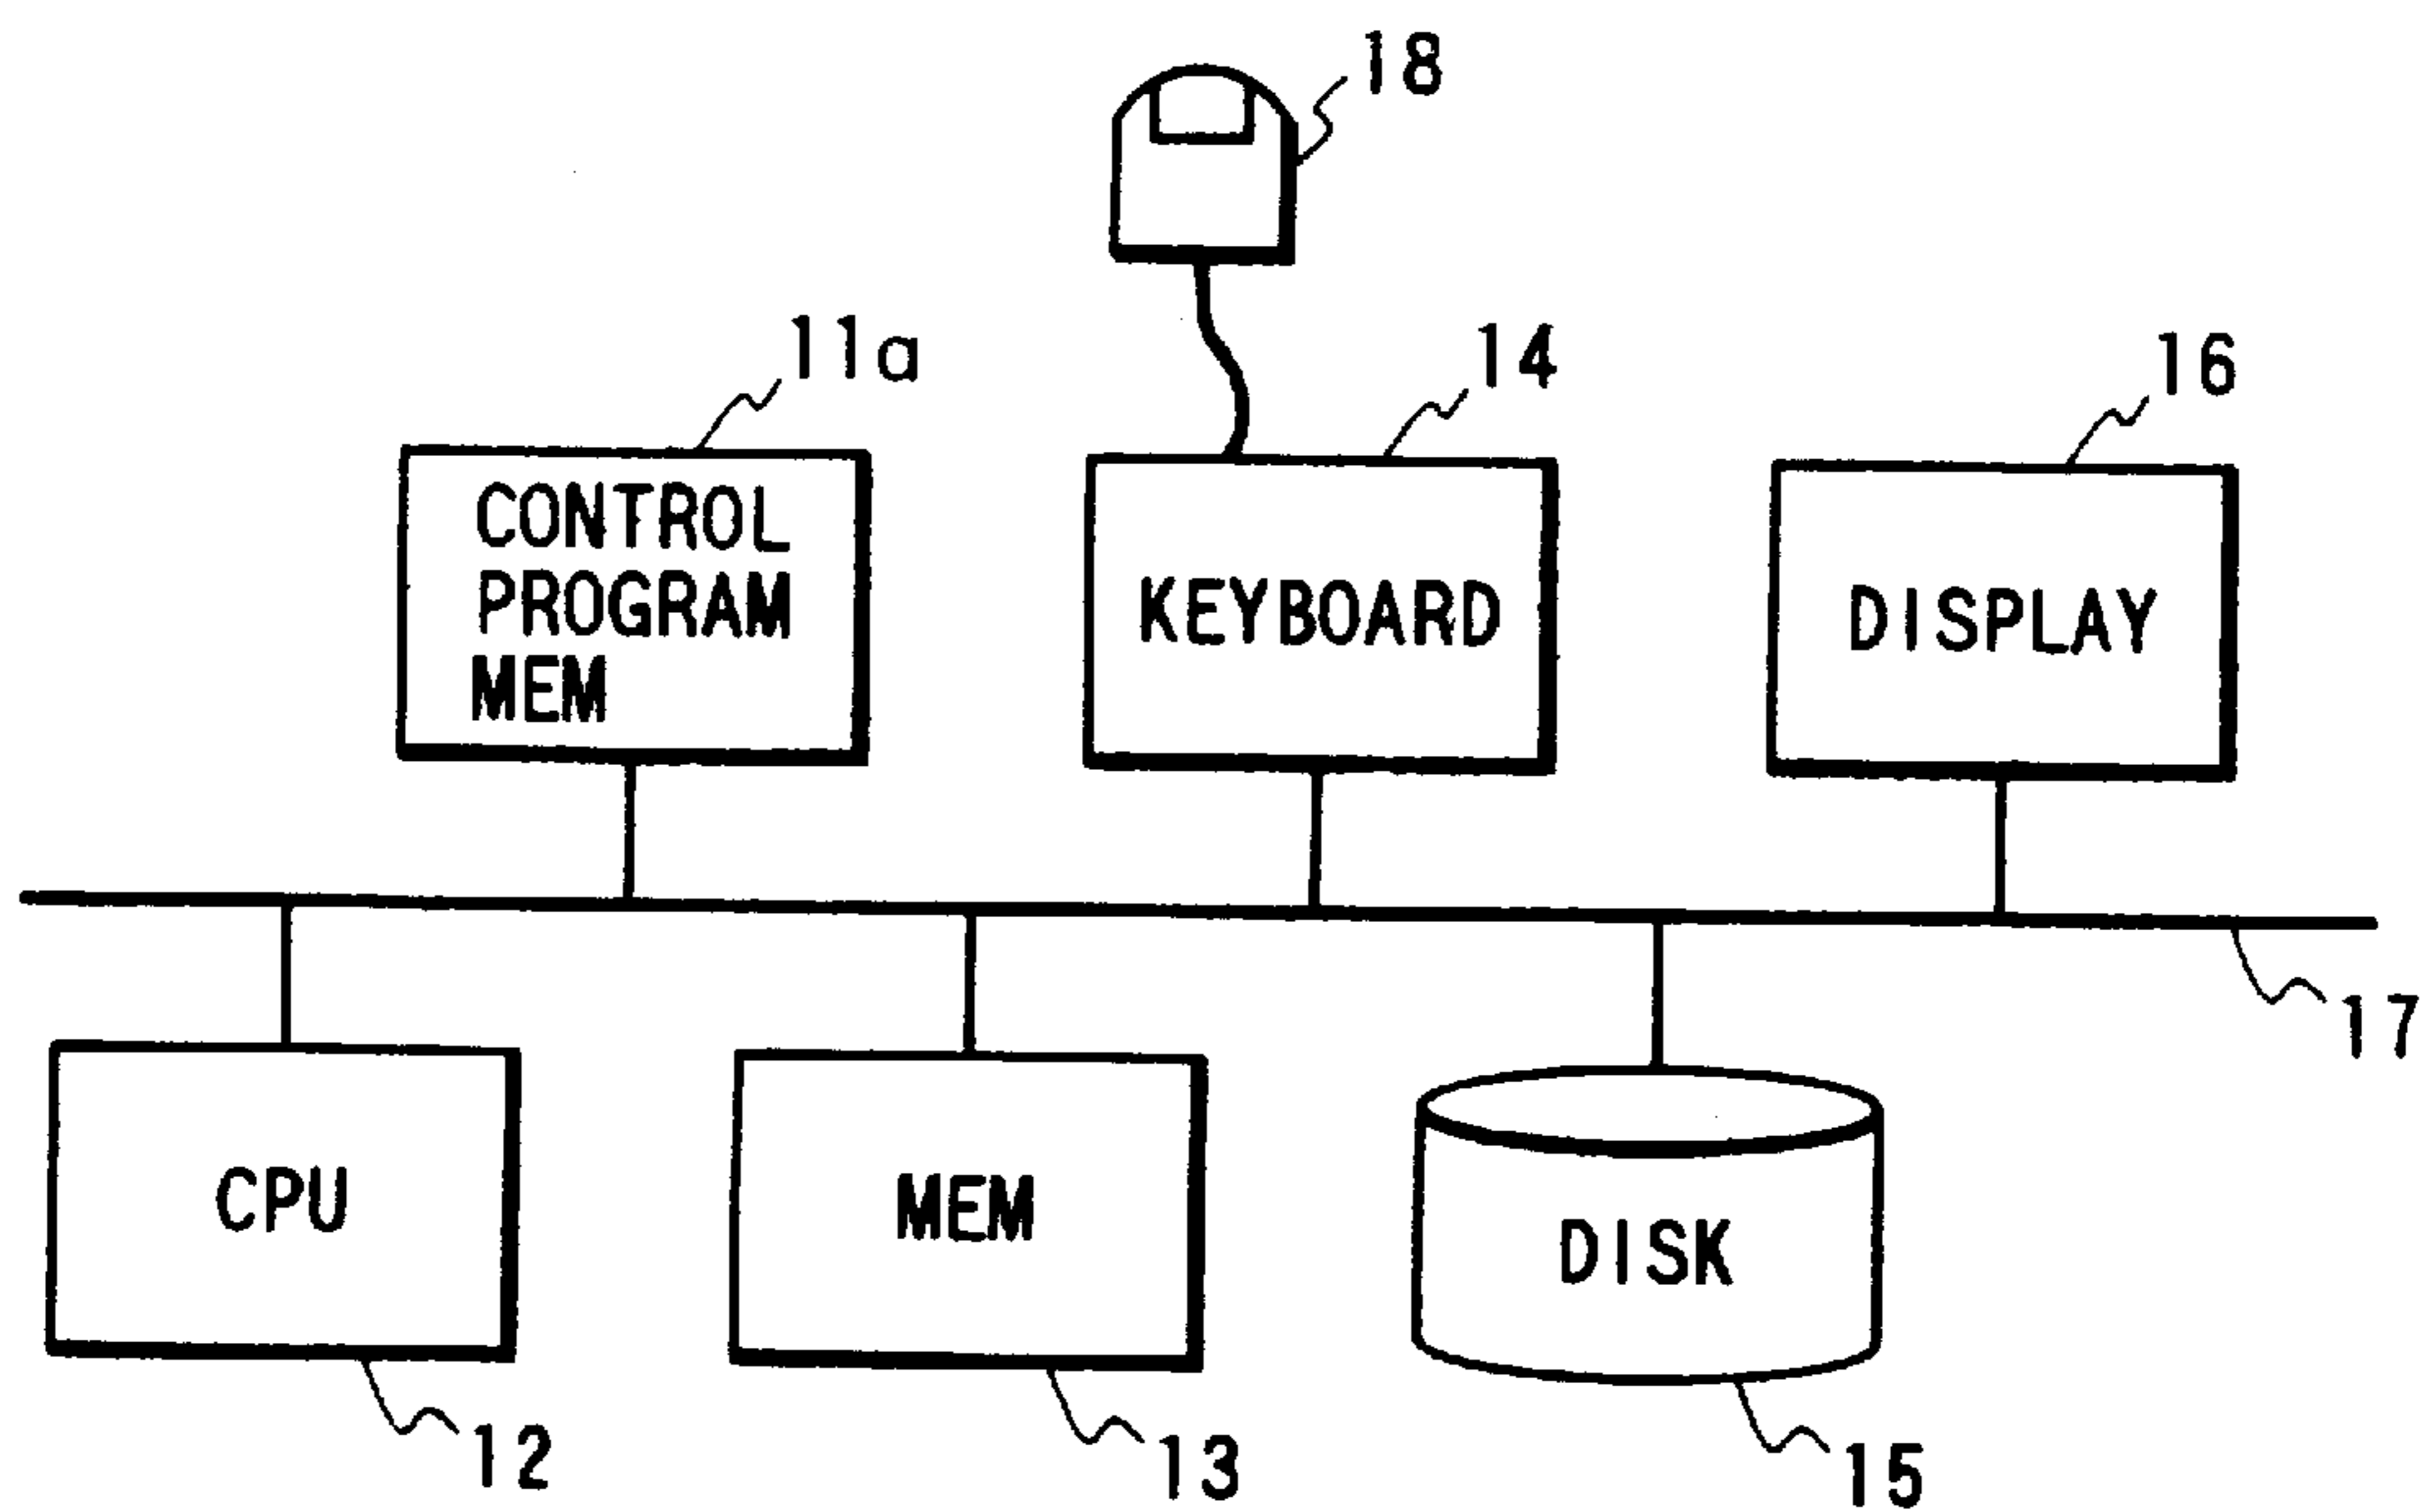 18
11a
14
16
CONTROL
PROGRAM
MEM
KEYBOARD
DISPLAY
17
CPU
MEM
DISK
12
13
15